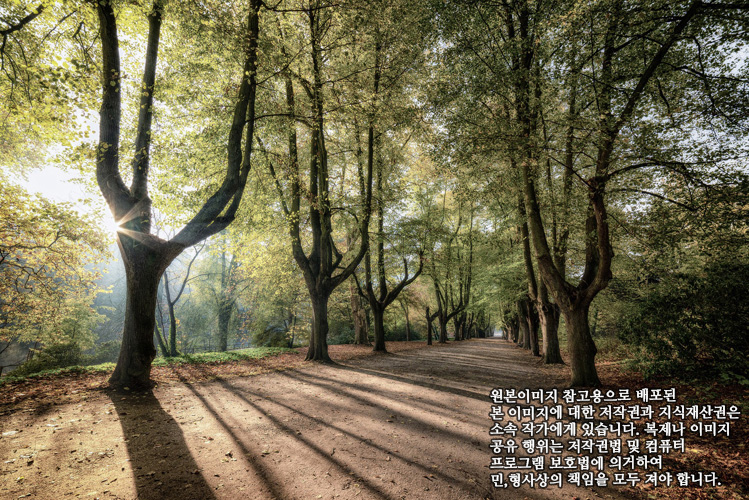 원본이미지 참고용으로 배포된
본 이미지에 대한 저작권과 지식재산권은
소속 작가에게 있습니다. 복제나 이미지
공유 행위는 저작권법 및 컴퓨터
프로그램 보호법에 의거하여
민,형사상의 책임을 모두 져야 합니다.